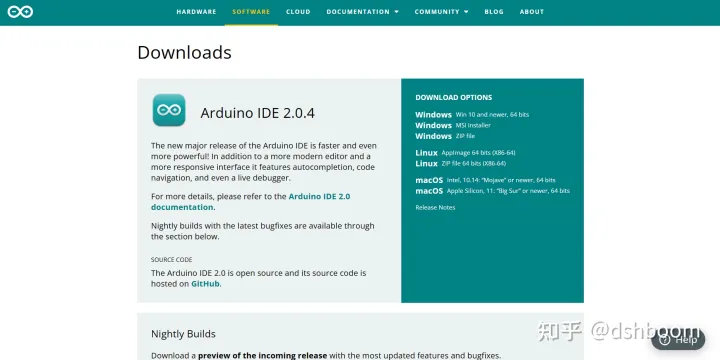 HARDWARE SOFTWARE CLOUD DOCUMENTATION COMMUNITY BLOG ABOUT
Downloads
Arduino IDE 2.0.4
The new major release of the Arduino IDE is faster and even
more powerful! In addition to a more modern editor and a
more responsive interface it features autocompletion, code
navigation, and even a live debugger.
For more details, please refer to the Arduino IDE 2.0
documentation.
Nightly builds with the latest bugfixes are available through
the section below.
SOURCE CODE
The Arduino IDE 2.0 is open source and its source code is
hosted on GitHub.
DOWNLOAD OPTIONS
Windows Win 10 and newer, 64 bits
Windows MSI installer
Windows ZIP file
Linux AppImage 64 bits (X86-64)
Linux ZIP file 64 bits (X86-64)
macOS Intel, 10.14: “Mojave” or newer, 64 bits
macOS Apple Silicon, 11: “Big Sur” or newer, 64 bits
Release Notes
Nightly Builds
Download a preview of the incoming release with the most updated features and bugfixes.
Help
知乎 @dshboom